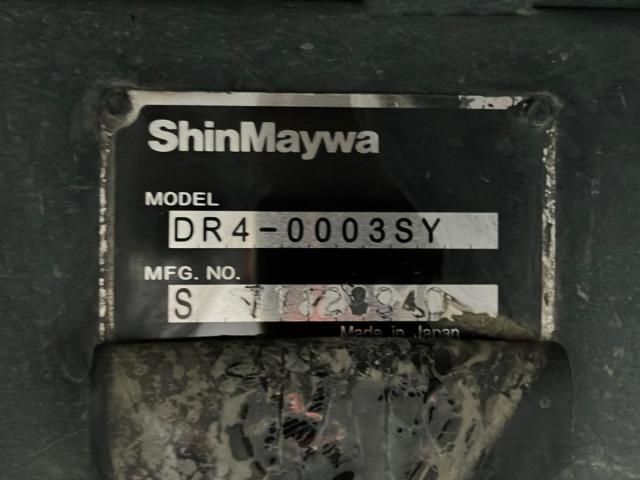 ShinMaywa
MODEL
DR4-0003SY
MFG. NO.
S
Made in Japan